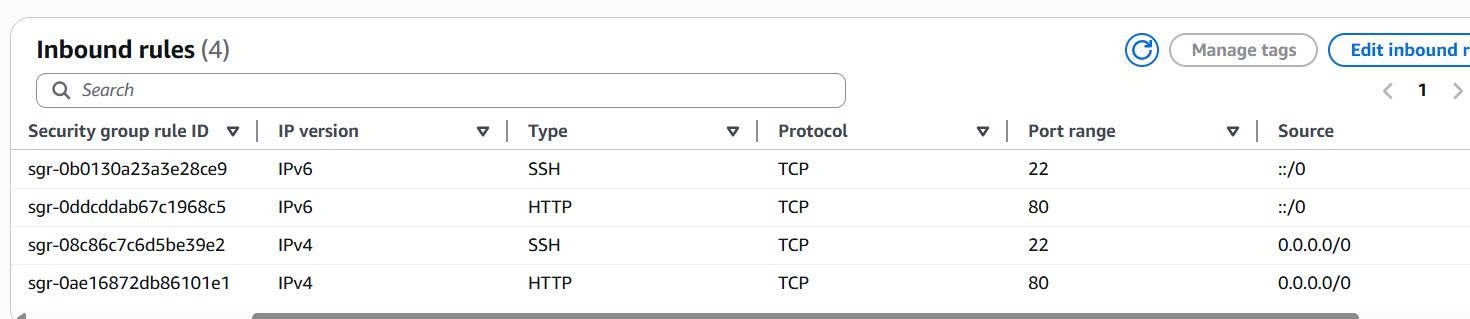 Inbound rules (4)
Manage tags
Edit inbound r
Search
1
Security group rule ID IP version Type Protocol Port range Source
sgr-0b0130a23a3e28ce9 IPv6 SSH TCP 22 ::/0
sgr-0ddcddab67c1968c5 IPv6 HTTP TCP 80 ::/0
sgr-08c86c7c6d5be39e2 IPv4 SSH TCP 22 0.0.0.0/0
sgr-0ae16872db86101e1 IPv4 HTTP TCP 80 0.0.0.0/0